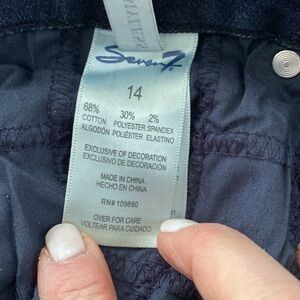 Seven7
14
68% 30% 2%
COTTON POLYESTER SPANDEX
ALGODÓN POLIÉSTER ELASTINO
EXCLUSIVE OF DECORATION
EXCLUSIVO DE DECORACIÓN
MADE IN CHINA
HECHO EN CHINA
RN# 109890
OVER FOR CARE
VOLTEAR PARA CUIDADO